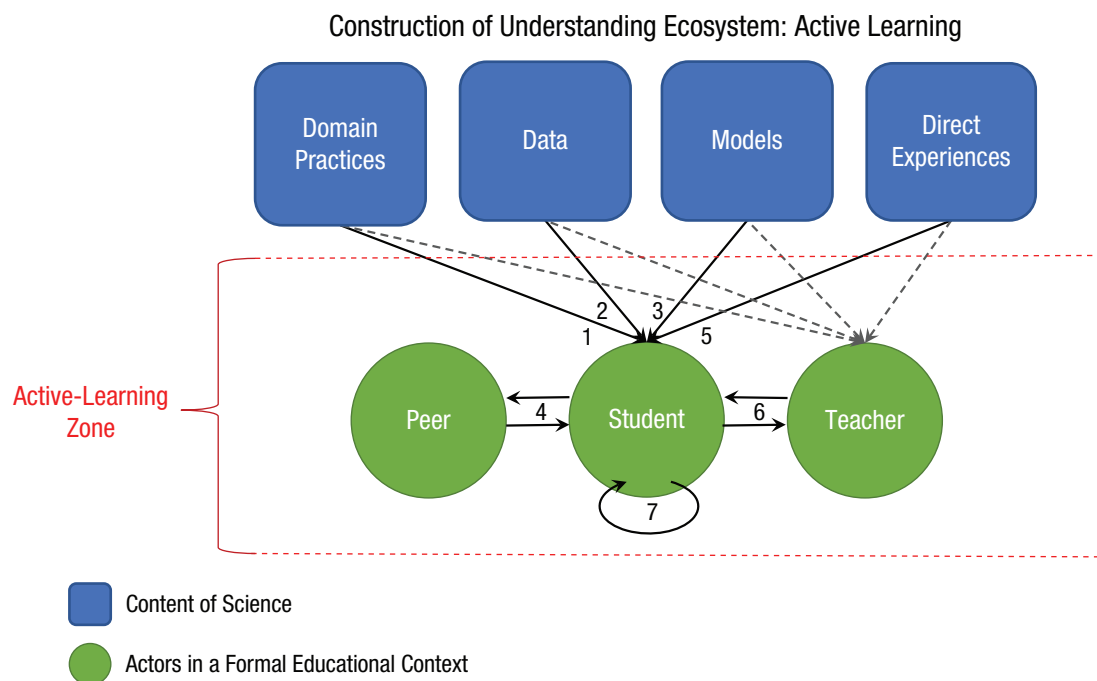 Construction of Understanding Ecosystem: Active Learning
Domain
Practices
Data
Models
Direct
Experiences
2
3
1
5
Active-Learning
Zone
Peer
4
Student
6
Teacher
7
Content of Science
Actors in a Formal Educational Context